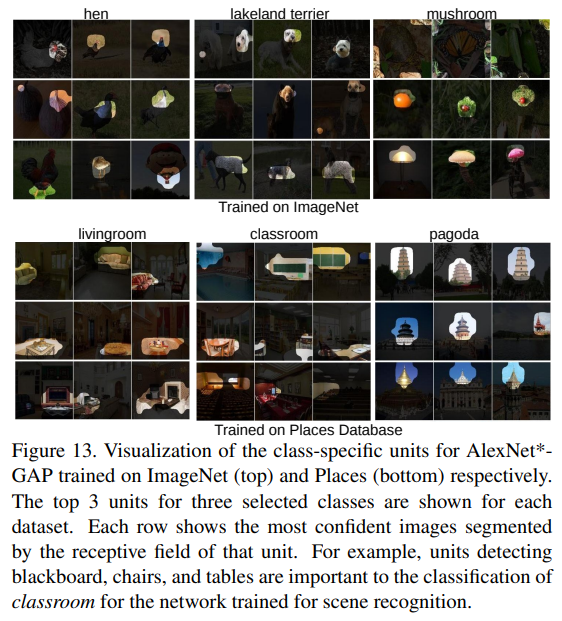 hen lakeland terrier mushroom
Trained on ImageNet
livingroom classroom pagoda
Trained on Places Database
Figure 13. Visualization of the class-specific units for AlexNet*-
GAP trained on ImageNet (top) and Places (bottom) respectively.
The top 3 units for three selected classes are shown for each
dataset. Each row shows the most confident images segmented
by the receptive field of that unit. For example, units detecting
blackboard, chairs, and tables are important to the classification of
classroom for the network trained for scene recognition.